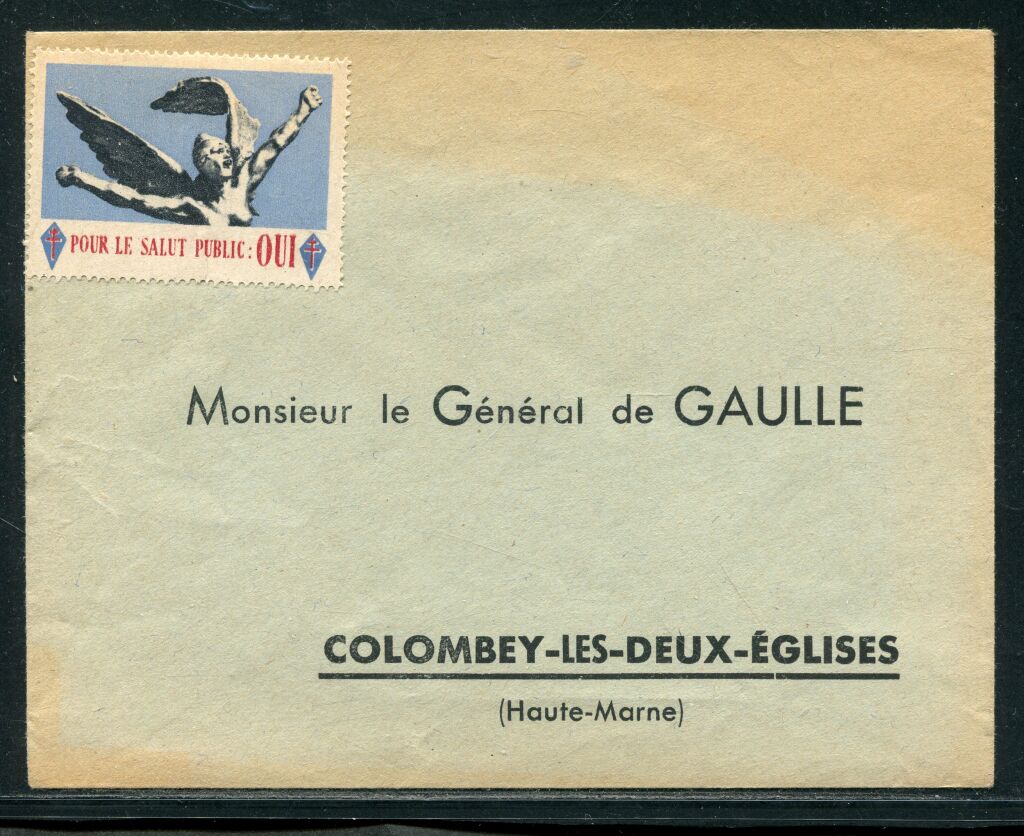 POUR LE SALUT PUBLIC: OUI
Monsieur le Général de GAULLE
COLOMBEY-LES-DEUX-ÉGLISES
(Haute-Marne)